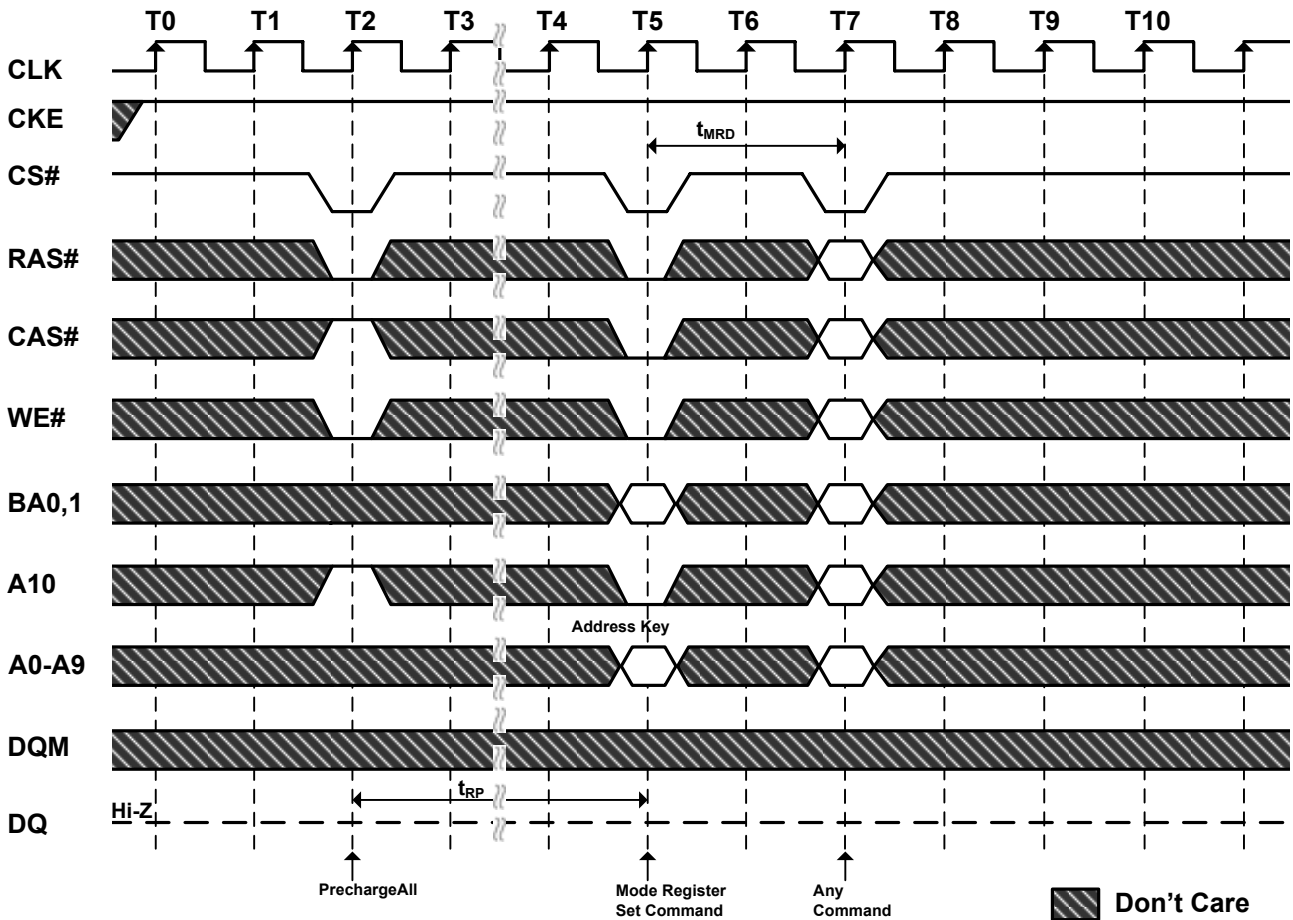 T0 T1 T2 T3 T4 T5 T6 T7 T8 T9 T10
CLK
CKE
tMRD
CS#
RAS#
CAS#
WE#
BA0,1
A10
Address Key
A0-A9
DQM
tRP
Hi-Z
DQ
PrechargeAll
Mode Register
Set Command
Any
Command
Don't Care